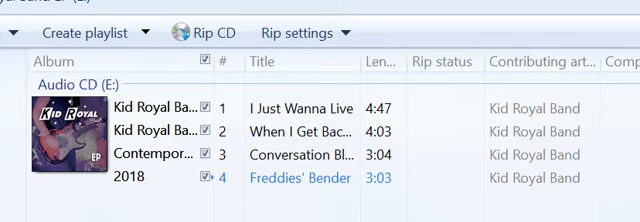 Create playlist Rip CD Rip settings
Album # Title Len... Rip status Contributing art... Comp
Audio CD (E:)
KID ROYAL
EP
Kid Royal Ba... 1 I Just Wanna Live 4:47 Kid Royal Band
Kid Royal Ba... 2 When I Get Bac... 4:03 Kid Royal Band
Contempor... 3 Conversation Bl... 3:04 Kid Royal Band
2018 4 Freddies' Bender 3:03 Kid Royal Band